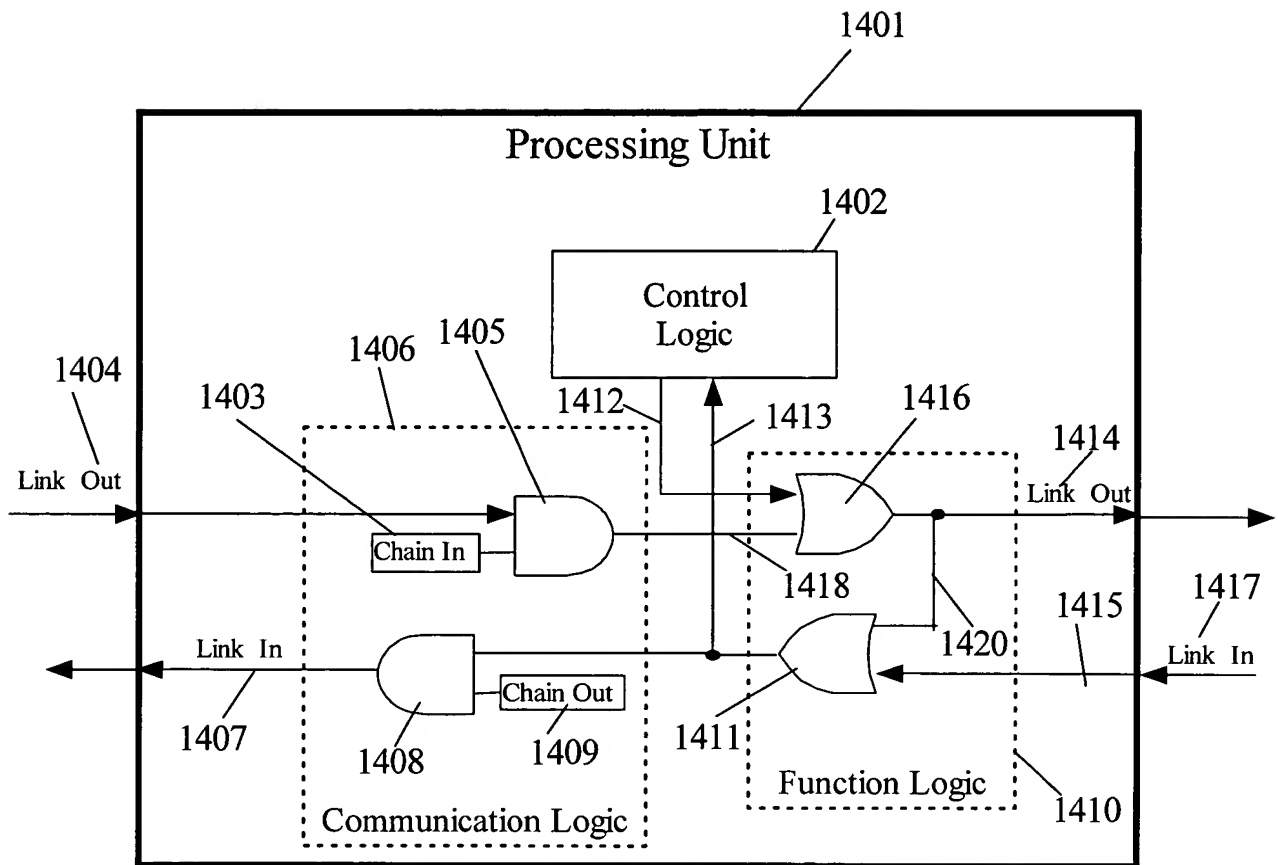 1401
Processing Unit
1402
Control
Logic
1405
1406
1404
1403
1412
1413
1416
1414
Link Out
Link Out
Chain In
1418
1417
1420
1415
Link In
Link In
Chain Out
1411
1407
1408
1409
Function Logic
1410
Communication Logic